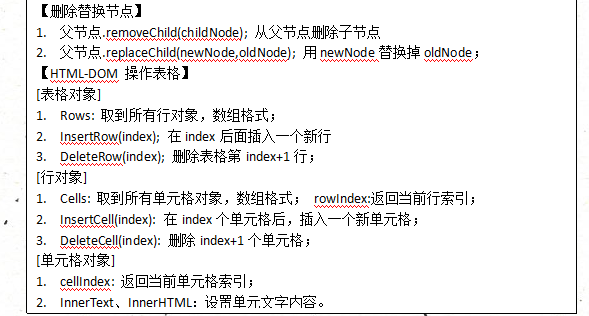 【删除替换节点】
1. 父节点.removeChild(childNode); 从父节点删除子节点
2. 父节点.replaceChild(newNode,oldNode); 用 newNode 替换掉 oldNode；
【HTML-DOM 操作表格】
[表格对象]
1. Rows: 取到所有行对象，数组格式；
2. InsertRow(index); 在 index 后面插入一个新行
3. DeleteRow(index); 删除表格第 index+1 行；
[行对象]
1. Cells: 取到所有单元格对象，数组格式； rowIndex:返回当前行索引；
2. InsertCell(index): 在 index 个单元格后，插入一个新单元格；
3. DeleteCell(index): 删除 index+1 个单元格；
[单元格对象]
1. cellIndex: 返回当前单元格索引；
2. InnerText、InnerHTML: 设置单元文字内容。